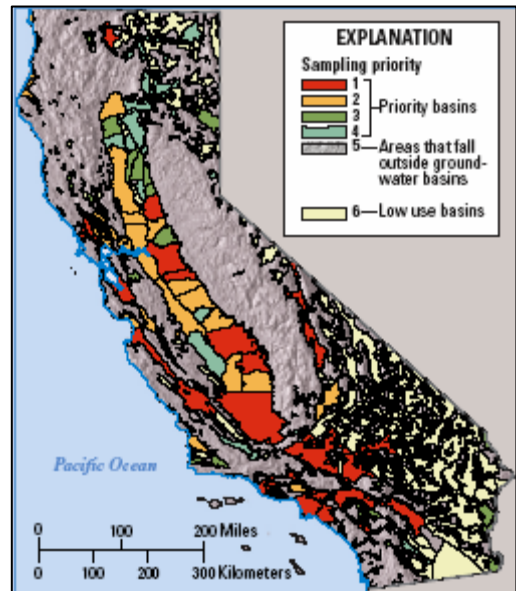 EXPLANATION
Sampling priority
1
2
3
4
Priority basins
5—Areas that fall
outside ground-
water basins
6—Low use basins
Pacific Ocean
0 100 200 Miles
0 100 200 300 Kilometers